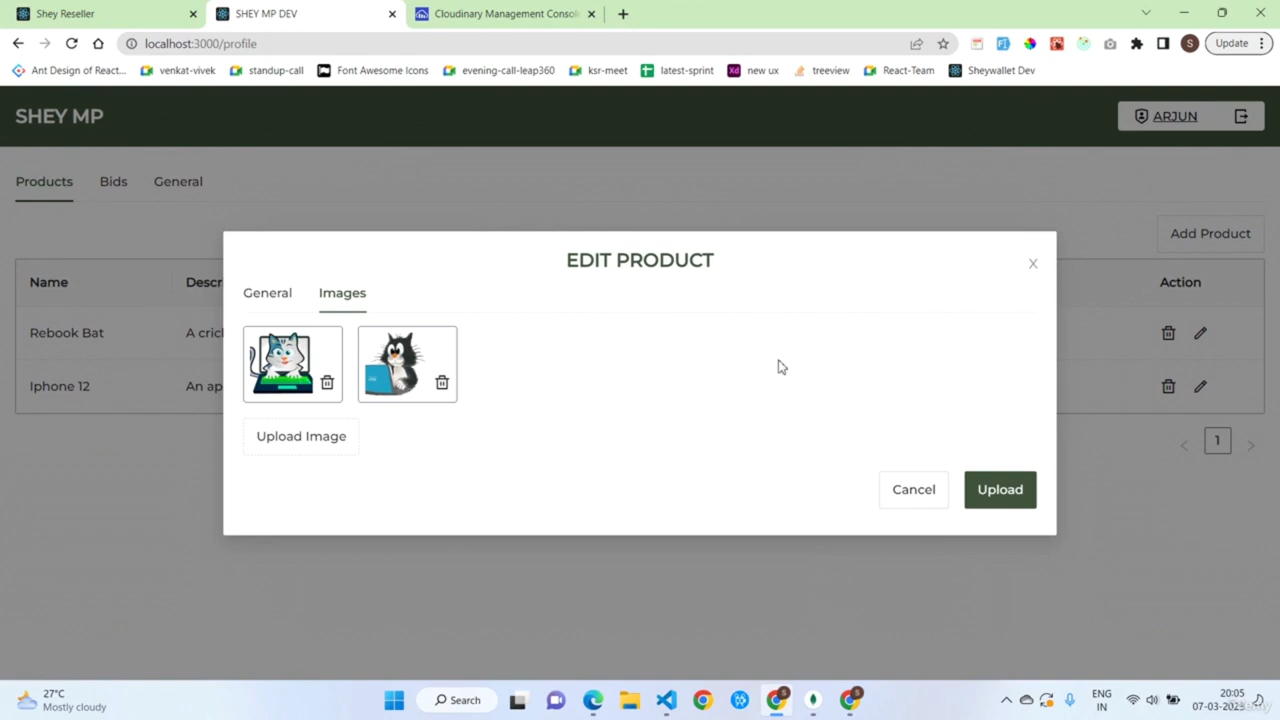 Shey Reseller
SHEY MP DEV
Cloudinary Management Consol
localhost:3000/profile
S
Update
Ant Design of React...
venkat-vivek
standup-call
Font Awesome Icons
evening-call-leap360
ksr-meet
latest-sprint
Xd
new ux
treeview
React-Team
Sheywallet Dev
SHEY MP
ARJUN
Products
Bids
General
Add Product
EDIT PRODUCT
X
General
Images
Name
Descr
Action
Rebook Bat
A cric
Iphone 12
An ap
Upload Image
1
Cancel
Upload
27°C
Mostly cloudy
Search
ENG
IN
20:05
07-03-2023